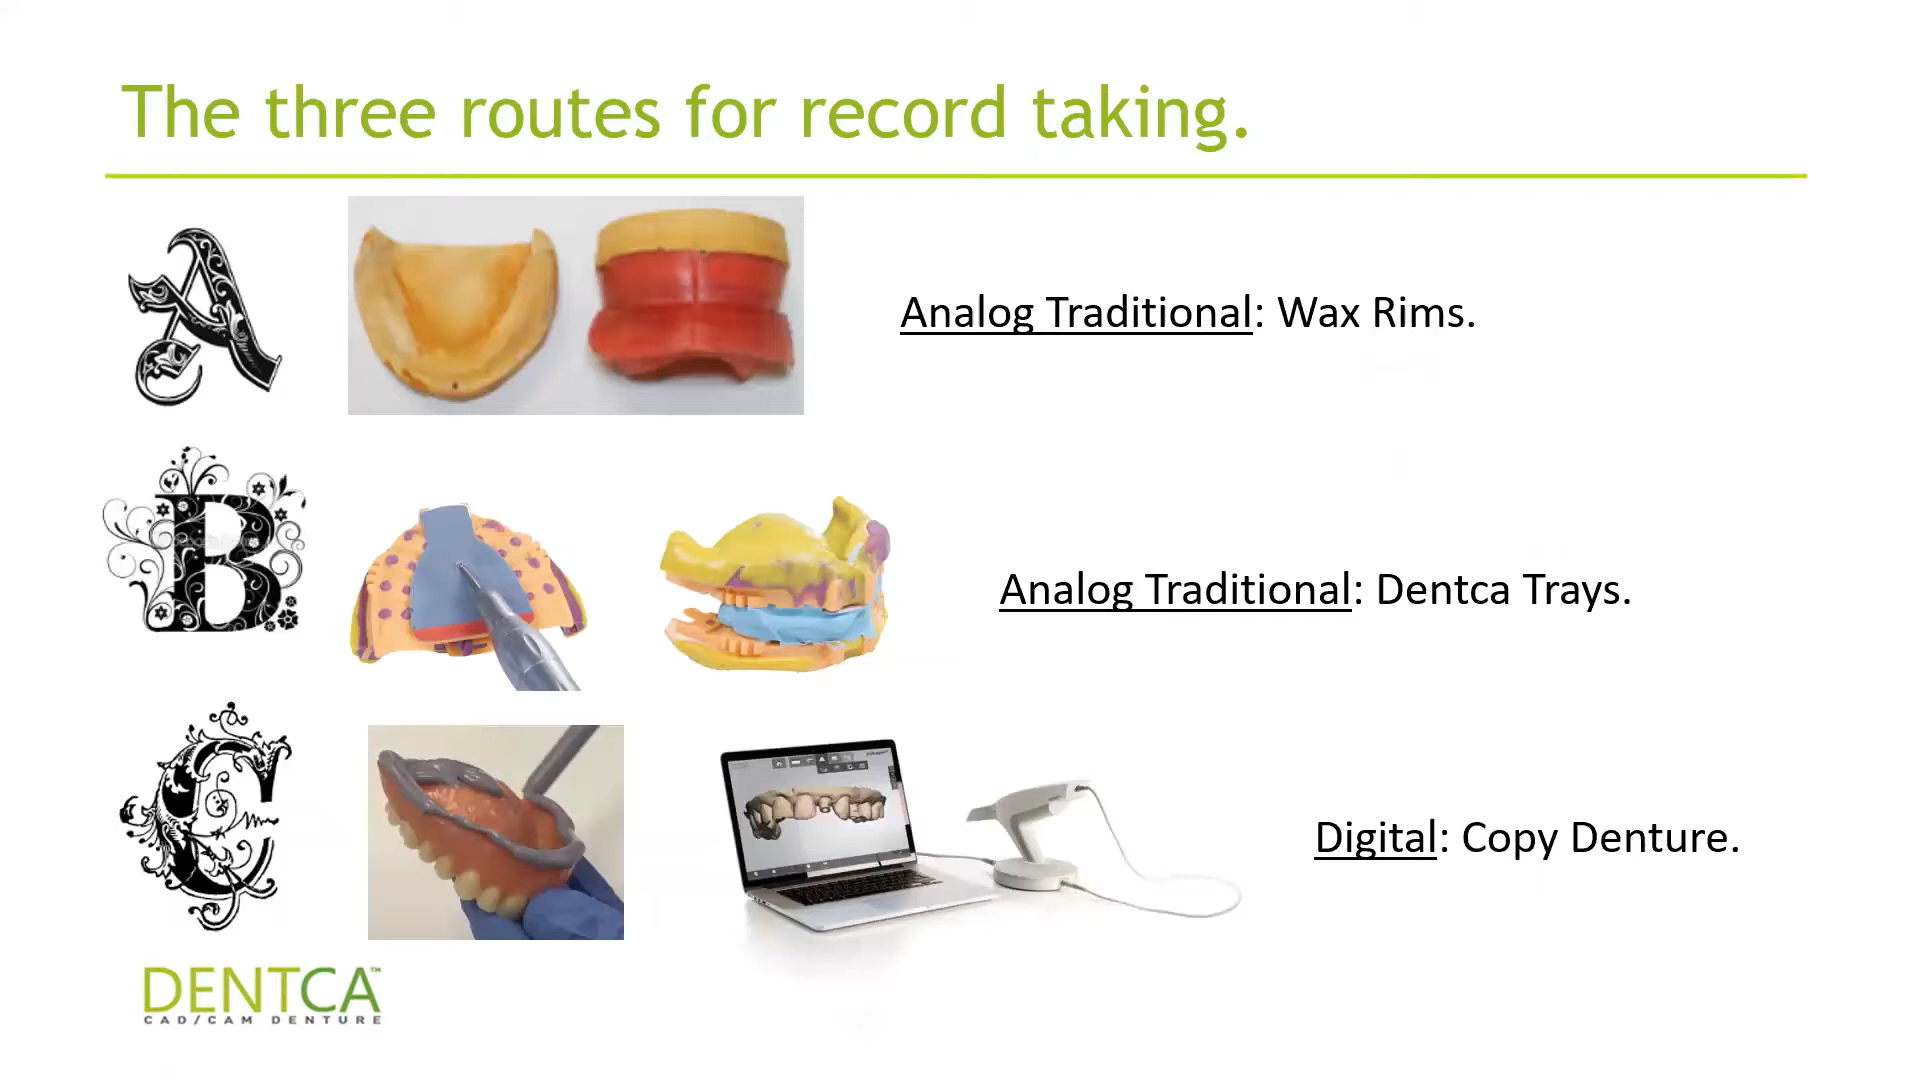 The three routes for record taking.
A
Analog Traditional: Wax Rims.
B
Analog Traditional: Dentca Trays.
C
Digital: Copy Denture.
DENTCA™
CAD/CAM DENTURE